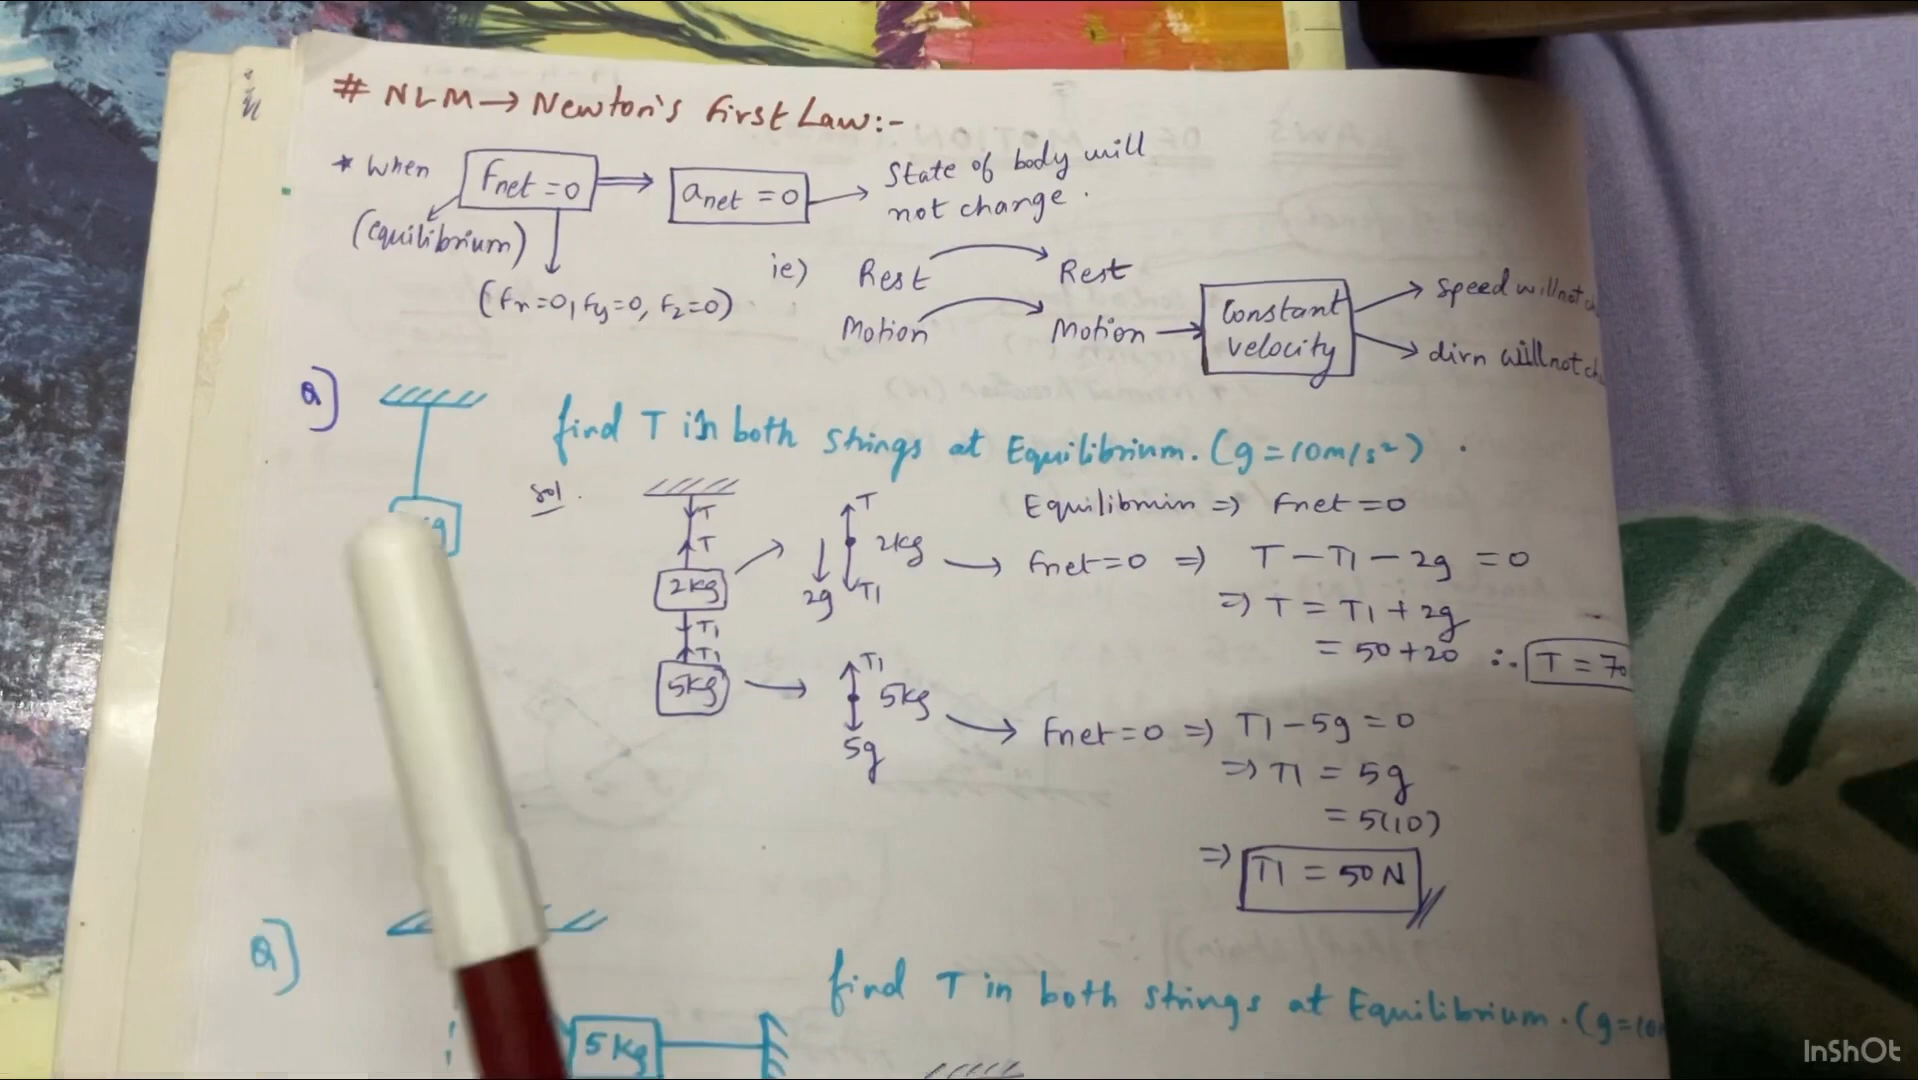 # NLM → Newton's First Law:-
* When Fnet = 0 ⇒ anet = 0 → State of body will not change.
(equilibrium)
(Fx=0, Fy=0, Fz=0)
ie) Rest Rest
Motion Motion → Constant velocity
→ speed will not
→ dirn will not
Q) find T in both strings at Equilibrium. (g=10m/s²).
Sol.
T
T
2kg
T1
T1
5kg
T
2kg
2g
T1
T1
5kg
5g
Equilibrium ⇒ Fnet=0
→ Fnet=0 ⇒ T - T1 - 2g = 0
⇒ T = T1 + 2g
= 50+20 ∴ T = 70
→ Fnet=0 ⇒ T1-5g=0
⇒ T1 = 5g
= 5(10)
⇒ T1 = 50N
Q) find T in both strings at Equilibrium. (g=10
5kg
InShOt